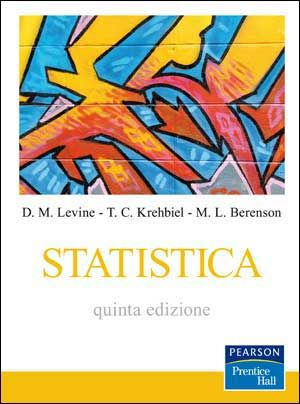 D. M. Levine - T. C. Krehbiel - M. L. Berenson
STATISTICA
quinta edizione
PEARSON
Prentice
Hall